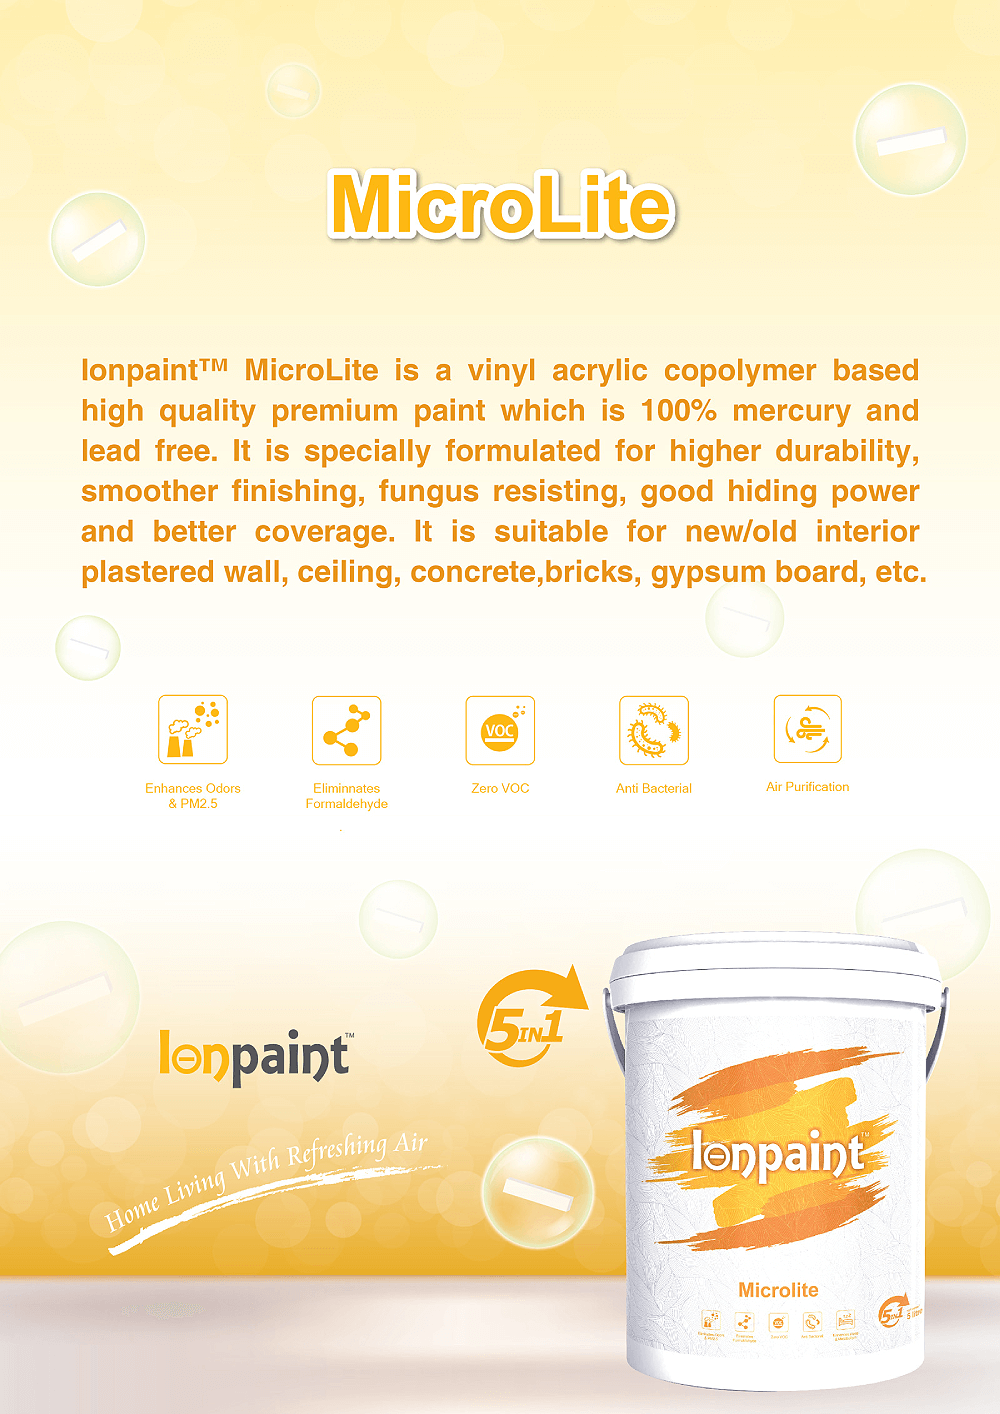 MicroLite
Ionpaint™ MicroLite is a vinyl acrylic copolymer based
high quality premium paint which is 100% mercury and
lead free. It is specially formulated for higher durability,
smoother finishing, fungus resisting, good hiding power
and better coverage. It is suitable for new/old interior
plastered wall, ceiling, concrete,bricks, gypsum board, etc.
VOC
Enhances Odors
& PM2.5
Eliminnates
Formaldehyde
.
Zero VOC
Anti Bacterial
Air Purification
Ionpaint™
Home Living With Refreshing Air
5IN1
Ionpaint™
Microlite
Zero VOC
5IN1